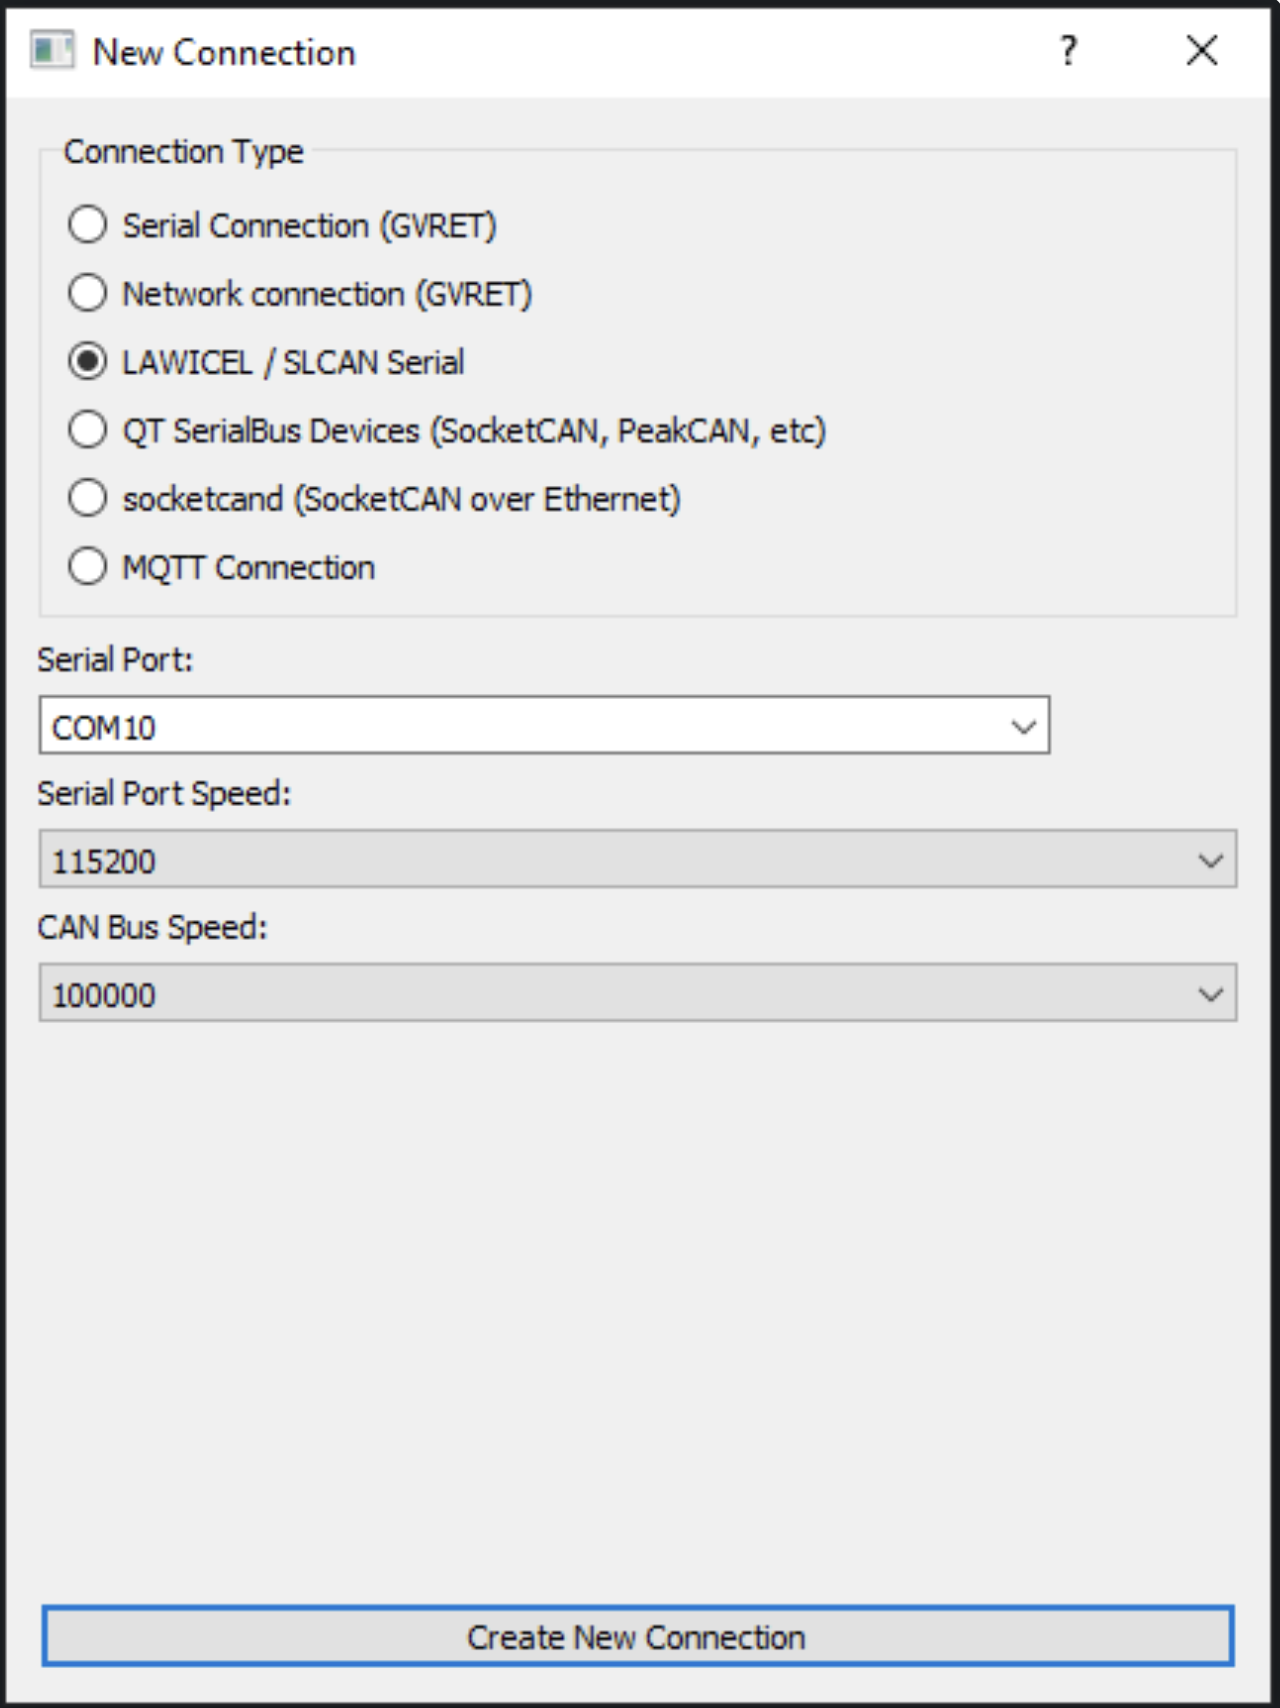 New Connection
?
Connection Type
Serial Connection (GVRET)
Network connection (GVRET)
LAWICEL / SLCAN Serial
QT SerialBus Devices (SocketCAN, PeakCAN, etc)
socketcand (SocketCAN over Ethernet)
MQTT Connection
Serial Port:
COM10
Serial Port Speed:
115200
CAN Bus Speed:
100000
Create New Connection